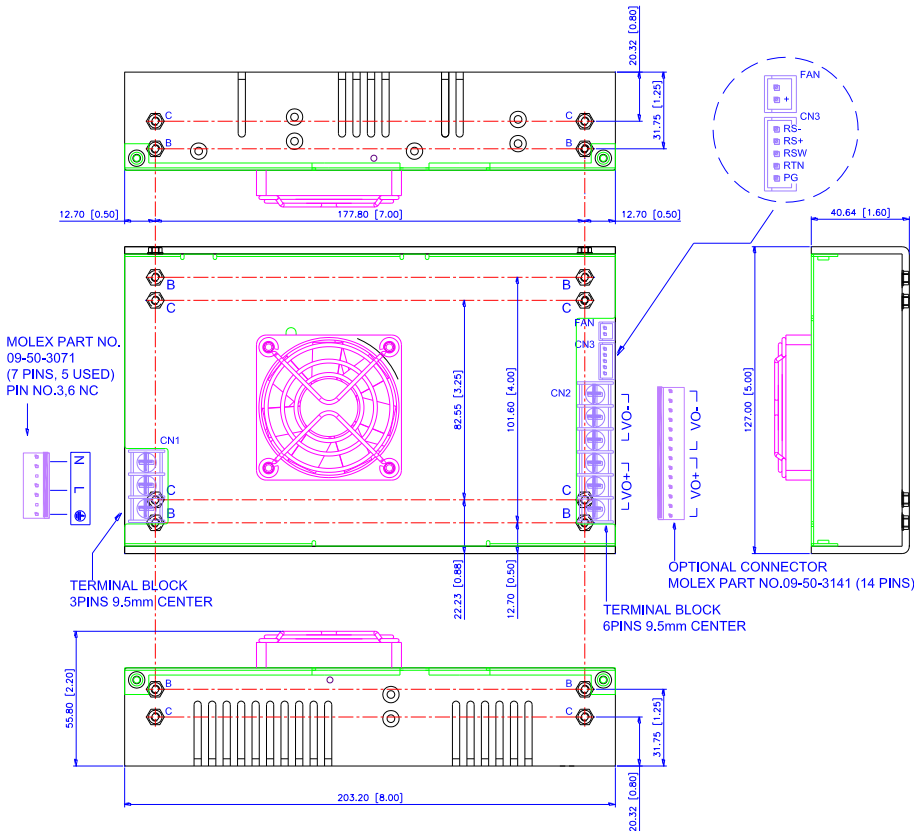 20.32 [0.80]
31.75 [1.25]
C
C
B
B
12.70 [0.50]
177.80 [7.00]
12.70 [0.50]
FAN
+
CN3
RS-
RS+
RSW
RTN
PG
40.64 [1.60]
B
B
C
C
MOLEX PART NO.
09-50-3071
(7 PINS, 5 USED)
PIN NO.3,6 NC
FAN
CN3
CN2
VO-
VO+
VO-
VO+
82.55 [3.25]
101.60 [4.00]
127.00 [5.00]
CN1
N
L
C
C
B
B
TERMINAL BLOCK
3PINS 9.5mm CENTER
22.23 [0.88]
12.70 [0.50]
OPTIONAL CONNECTOR
MOLEX PART NO.09-50-3141 (14 PINS)
TERMINAL BLOCK
6PINS 9.5mm CENTER
55.80 [2.20]
B
B
C
C
31.75 [1.25]
20.32 [0.80]
203.20 [8.00]